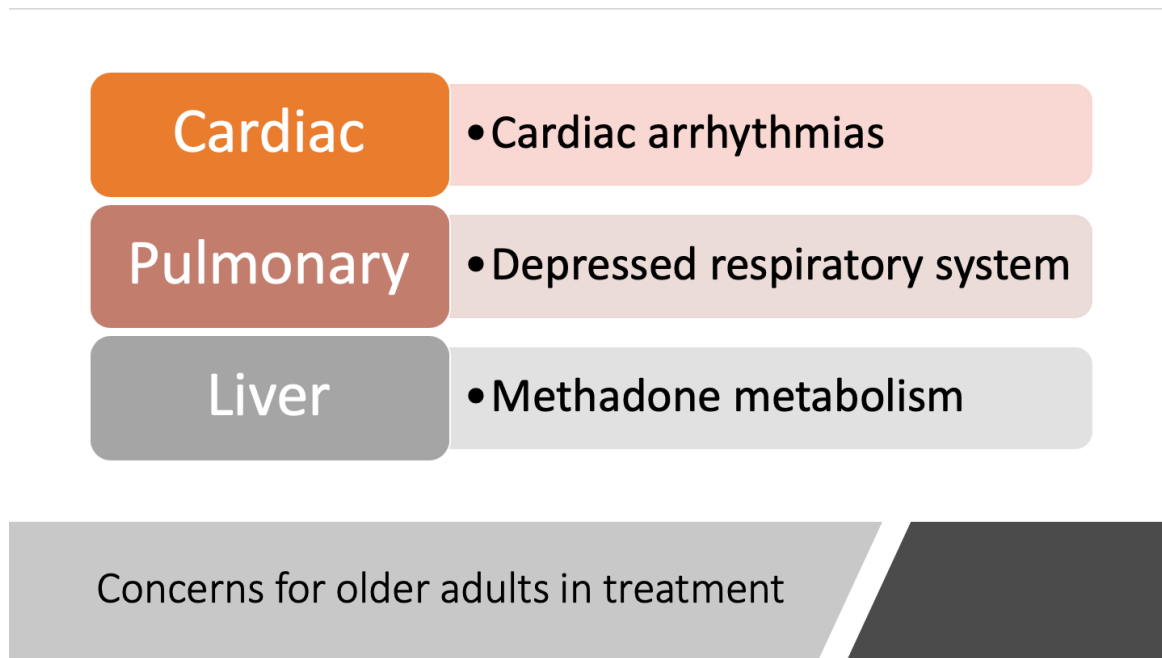 Cardiac
•Cardiac arrhythmias
Pulmonary
•Depressed respiratory system
Liver
•Methadone metabolism
Concerns for older adults in treatment